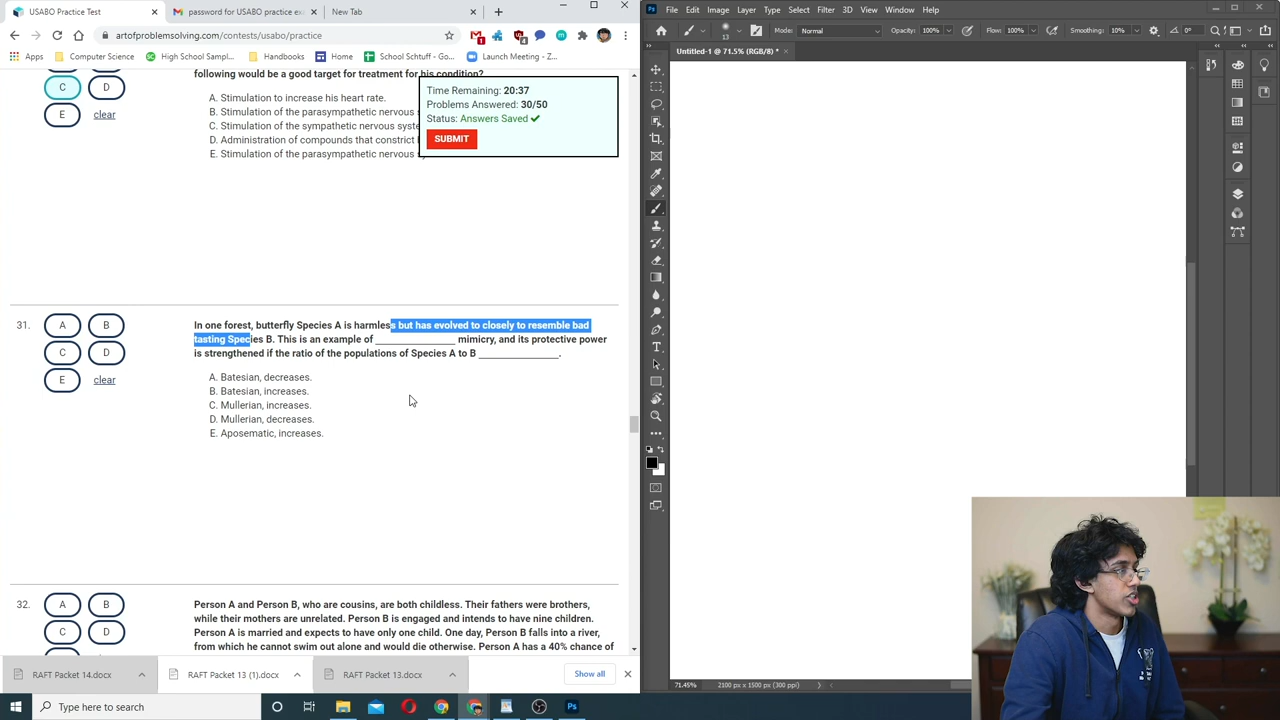 USABO Practice Test
password for USABO practice ex
New Tab
File Edit Image Layer Type Select Filter 3D View Window
artofproblemsolving.com/contests/usabo/practice
Mode: Normal Opacity: 100% Flow: 100% Smoothing: 10% 0°
Apps Computer Science High School Sampl... Handbooks Home School Schtuff - Go... Launch Meeting - Z...
Untitled-1 @ 71.5% (RGB/8) *
following would be a good target for treatment for his condition?
C D
E clear
A. Stimulation to increase his heart rate.
B. Stimulation of the parasympathetic nervous
C. Stimulation of the sympathetic nervous syste
D. Administration of compounds that constrict
E. Stimulation of the parasympathetic nervous
Time Remaining: 20:37
Problems Answered: 30/50
Status: Answers Saved
SUBMIT
31. A B
C D
E clear
In one forest, butterfly Species A is harmless but has evolved to closely to resemble bad
tasting Species B. This is an example of _______________ mimicry, and its protective power
is strengthened if the ratio of the populations of Species A to B _______________.
A. Batesian, decreases.
B. Batesian, increases.
C. Mullerian, increases.
D. Mullerian, decreases.
E. Aposematic, increases.
32. A B
C D
Person A and Person B, who are cousins, are both childless. Their fathers were brothers,
while their mothers are unrelated. Person B is engaged and intends to have nine children.
Person A is married and expects to have only one child. One day, Person B falls into a river,
from which he cannot swim out alone and would die otherwise. Person A has a 40% chance of
RAFT Packet 14.docx
RAFT Packet 13 (1).docx
RAFT Packet 13.docx
Show all
71.45% 2100 px x 1500 px (300 ppi)
Type here to search